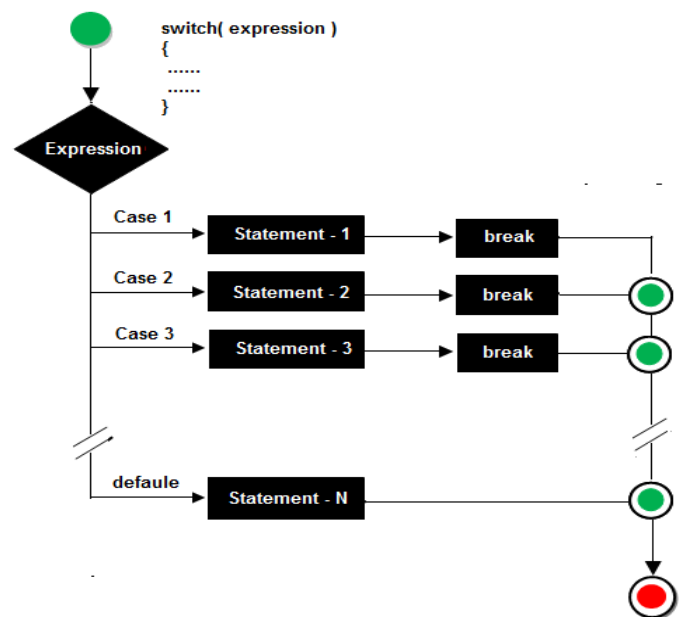 switch( expression )
{
......
......
}
Expression
Case 1
Statement - 1
break
Case 2
Statement - 2
break
Case 3
Statement - 3
break
defaule
Statement - N